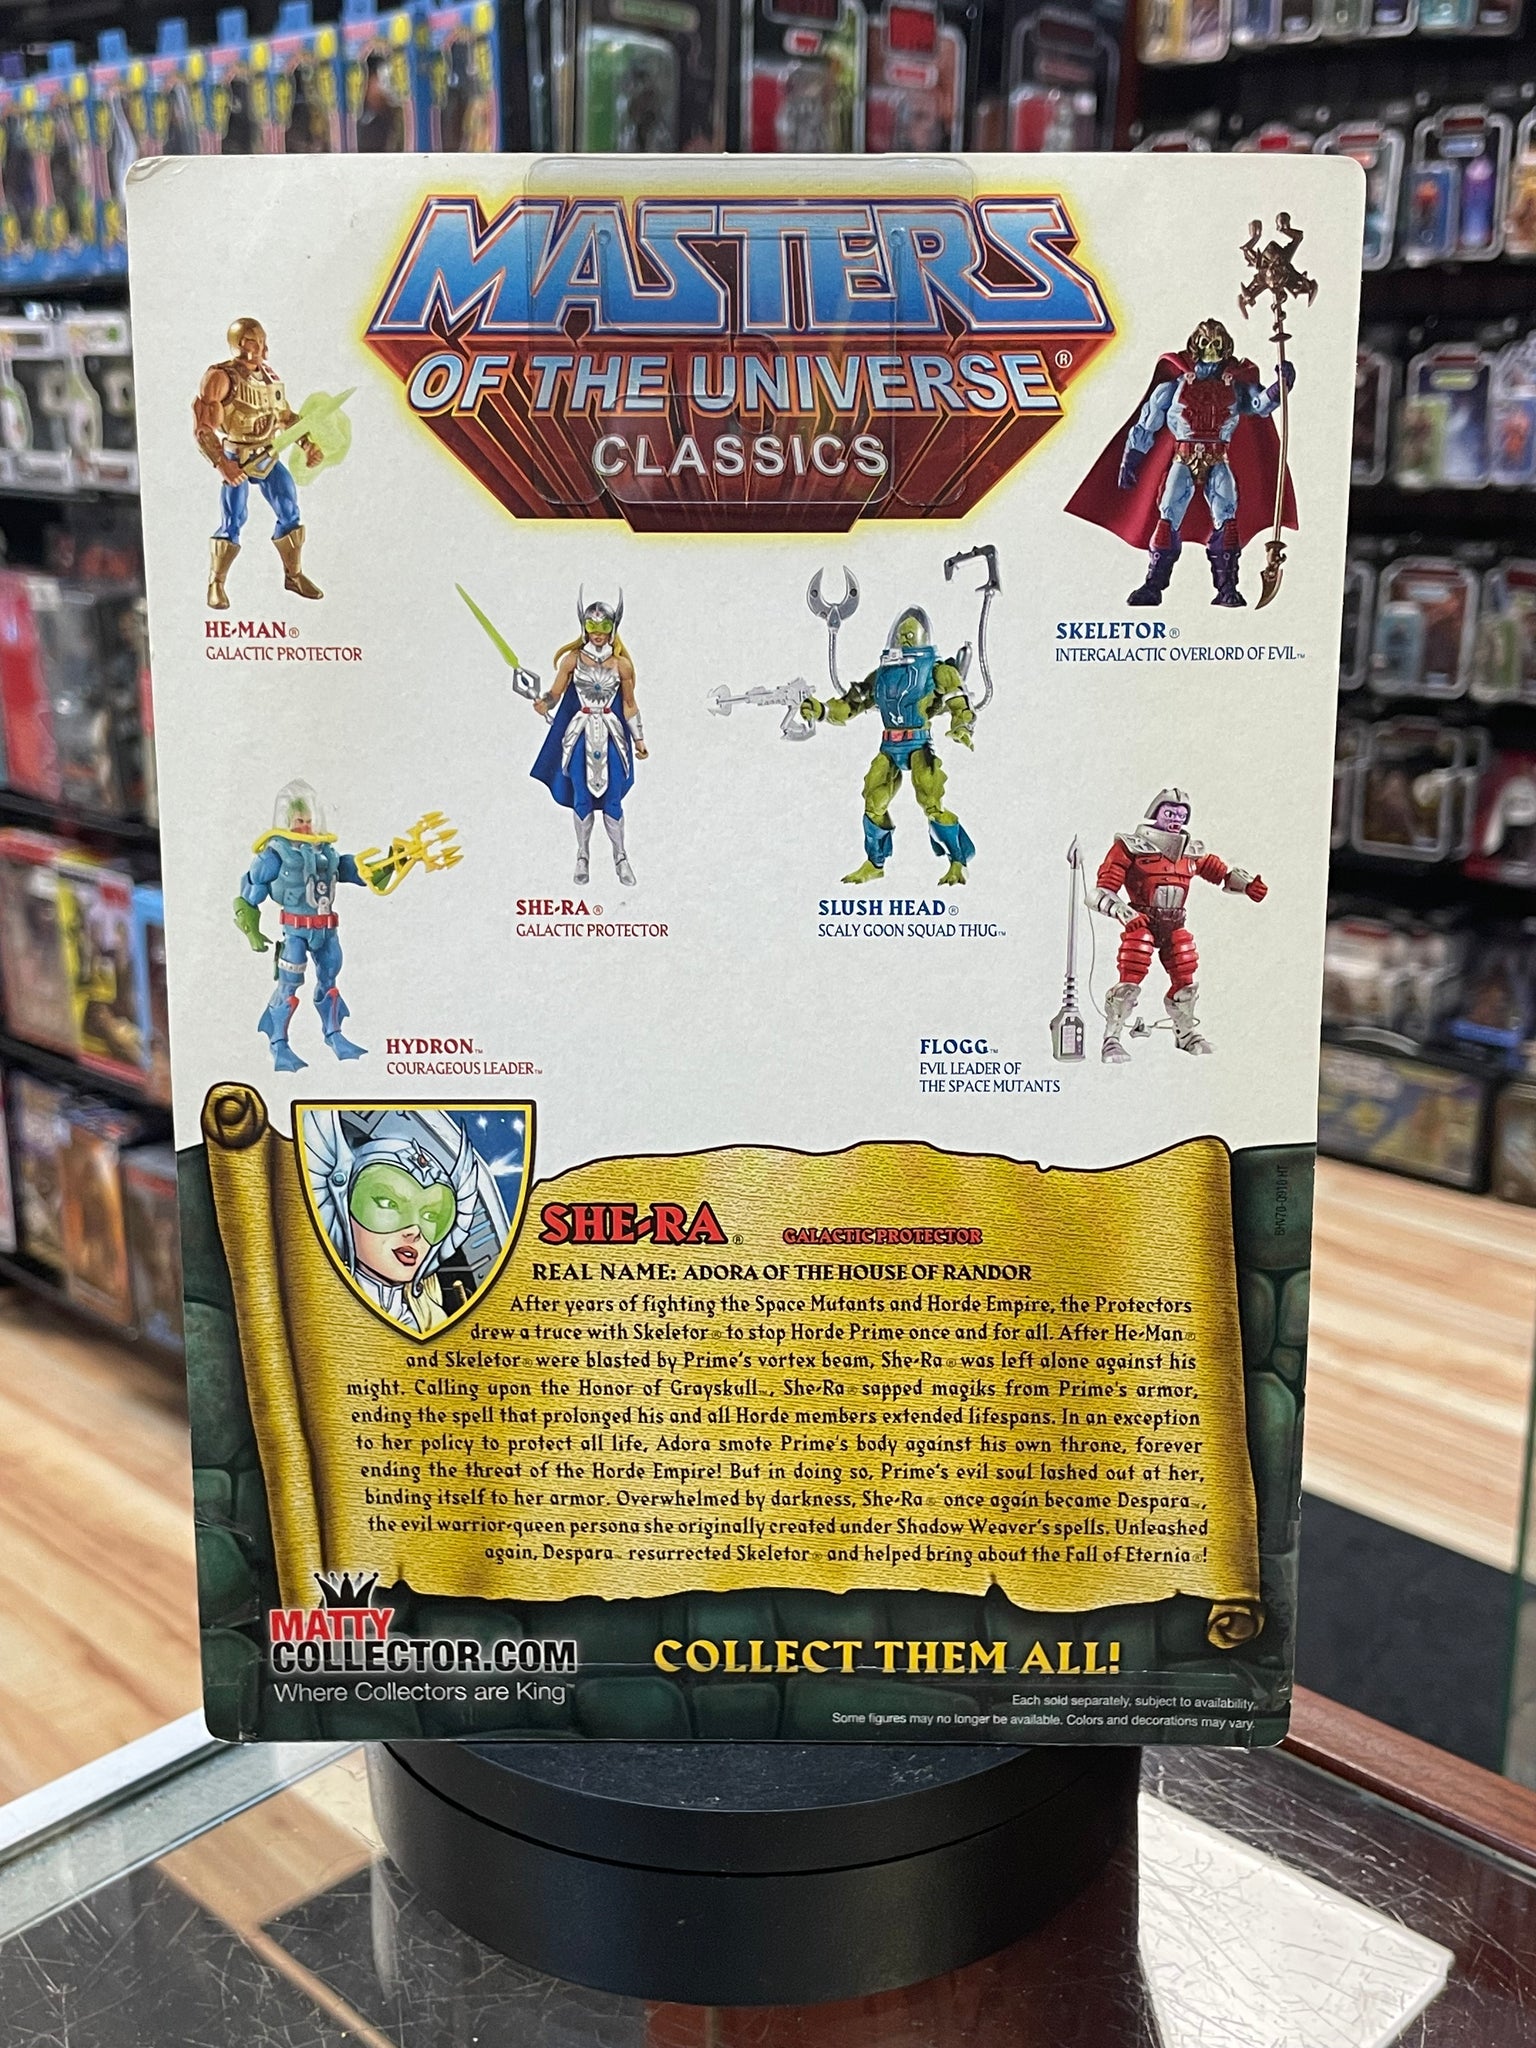 MASTERS
OF THE UNIVERSE®
CLASSICS
HE-MAN®
GALACTIC PROTECTOR
SKELETOR®
INTERGALACTIC OVERLORD OF EVIL™
SHE-RA®
GALACTIC PROTECTOR
SLUSH HEAD®
SCALY GOON SQUAD THUG™
HYDRON™
COURAGEOUS LEADER™
FLOGG™
EVIL LEADER OF
THE SPACE MUTANTS
SHE-RA® GALACTIC PROTECTOR
REAL NAME: ADORA OF THE HOUSE OF RANDOR
After years of fighting the Space Mutants and Horde Empire, the Protectors
drew a truce with Skeletor® to stop Horde Prime once and for all. After He-Man®
and Skeletor® were blasted by Prime's vortex beam, She-Ra® was left alone against his
might. Calling upon the Honor of Grayskull™, She-Ra® sapped magiks from Prime's armor,
ending the spell that prolonged his and all Horde members extended lifespans. In an exception
to her policy to protect all life, Adora smote Prime's body against his own throne, forever
ending the threat of the Horde Empire! But in doing so, Prime's evil soul lashed out at her,
binding itself to her armor. Overwhelmed by darkness, She-Ra® once again became Despara™,
the evil warrior-queen persona she originally created under Shadow Weaver's spells. Unleashed
again, Despara™ resurrected Skeletor® and helped bring about the Fall of Eternia®!
BHV70-0910 HT
MATTY
COLLECTOR.COM
Where Collectors are King™
COLLECT THEM ALL!
Each sold separately, subject to availability.
Some figures may no longer be available. Colors and decorations may vary.